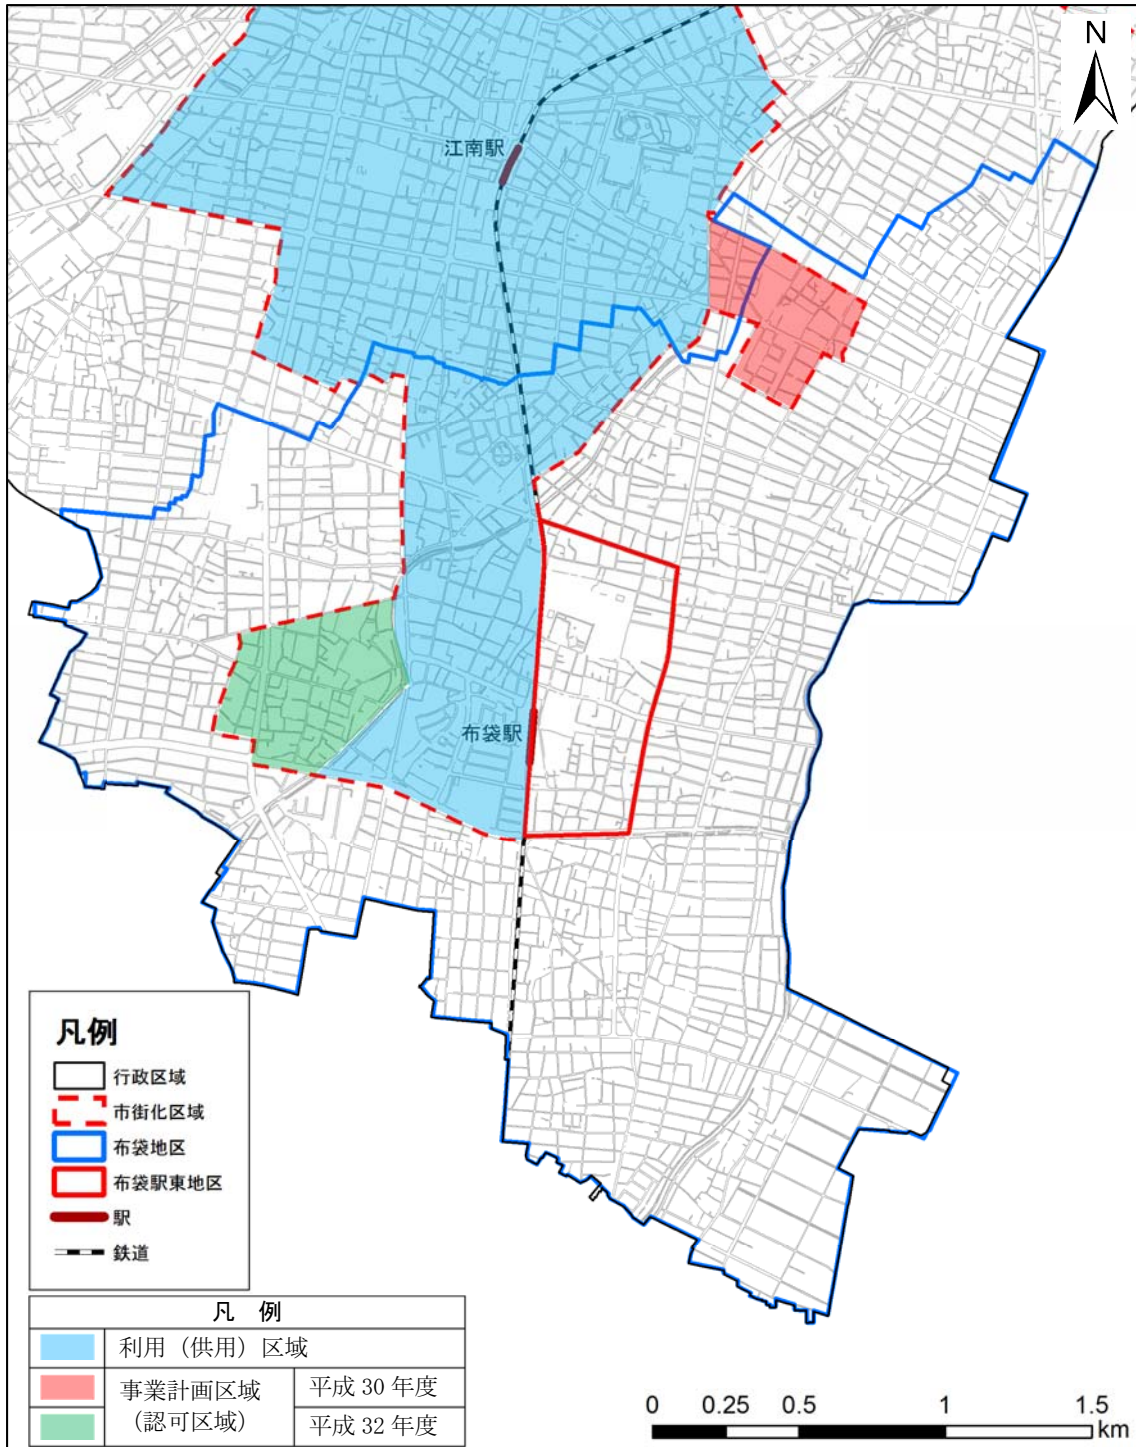 N
江南駅
布袋駅
凡例
行政区域
市街化区域
布袋地区
布袋駅東地区
駅
鉄道
凡 例
利用（供用）区域
事業計画区域
（認可区域）
平成 30 年度
平成 32 年度
0 0.25 0.5 1 1.5
km